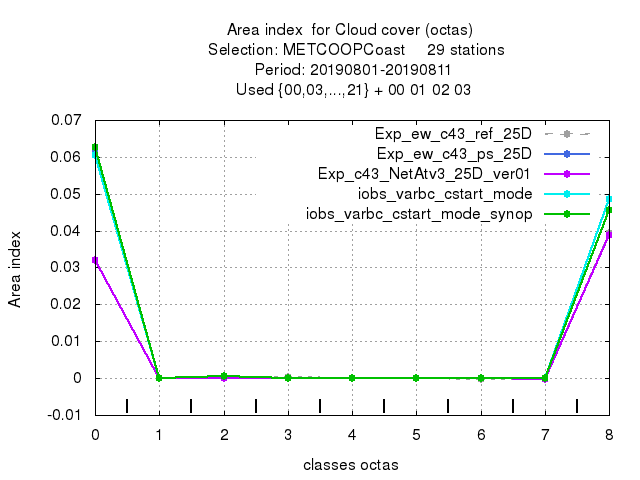 Area index  for Cloud cover (octas)
Selection: METCOOPCoast     29 stations
Period: 20190801-20190811
Used {00,03,...,21} + 00 01 02 03
0.07
0.06
0.05
0.04
0.03
0.02
0.01
0
-0.01
Area index
Exp_ew_c43_ref_25D
Exp_ew_c43_ps_25D
Exp_c43_NetAtv3_25D_ver01
iobs_varbc_cstart_mode
iobs_varbc_cstart_mode_synop
0 1 2 3 4 5 6 7 8
classes octas